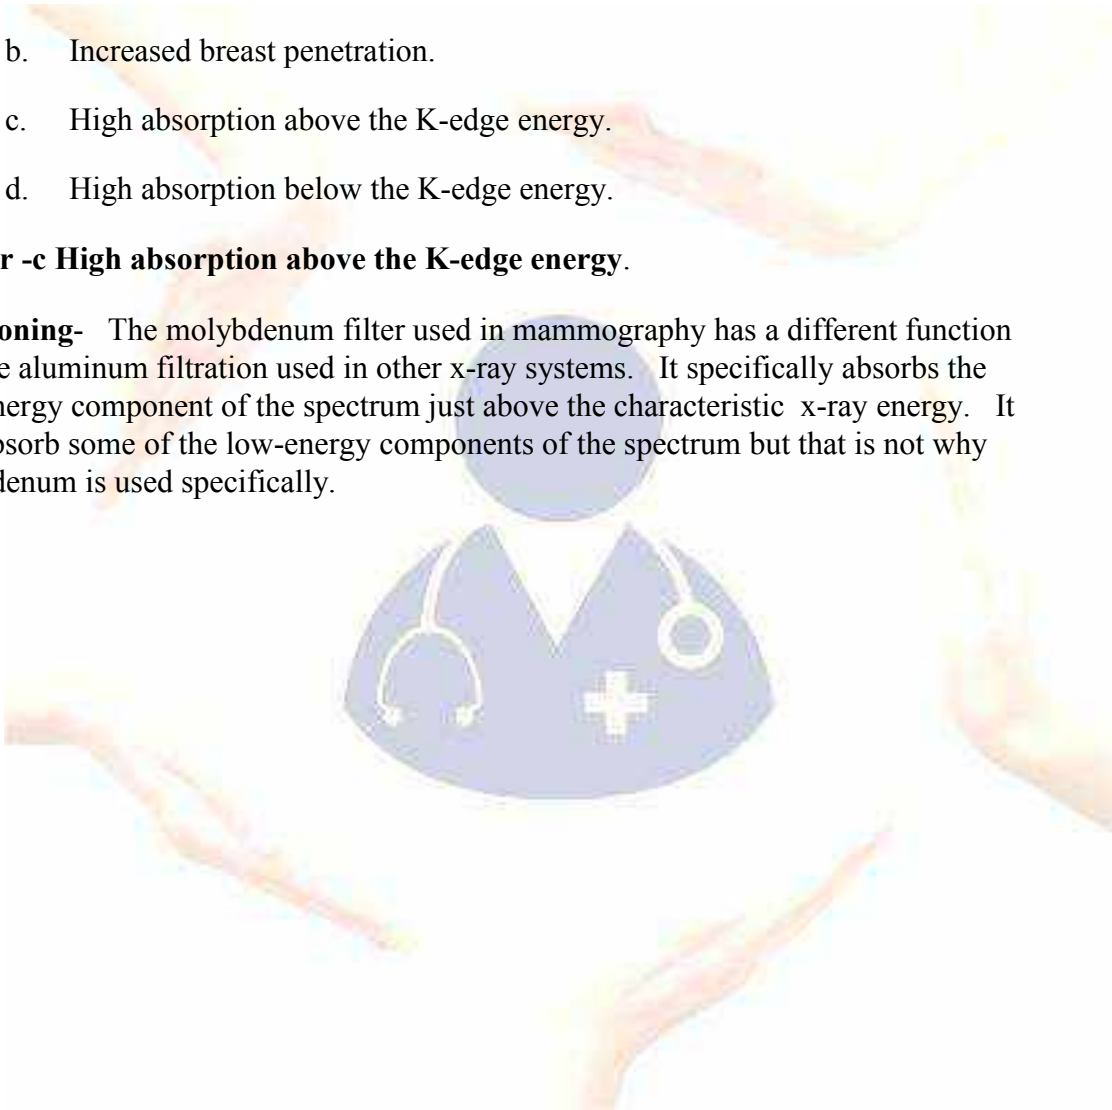 b. Increased breast penetration.
c. High absorption above the K-edge energy.
d. High absorption below the K-edge energy.
r -c High absorption above the K-edge energy.
oning- The molybdenum filter used in mammography has a different function
e aluminum filtration used in other x-ray systems. It specifically absorbs the
nergy component of the spectrum just above the characteristic x-ray energy. It
bsorb some of the low-energy components of the spectrum but that is not why
denum is used specifically.